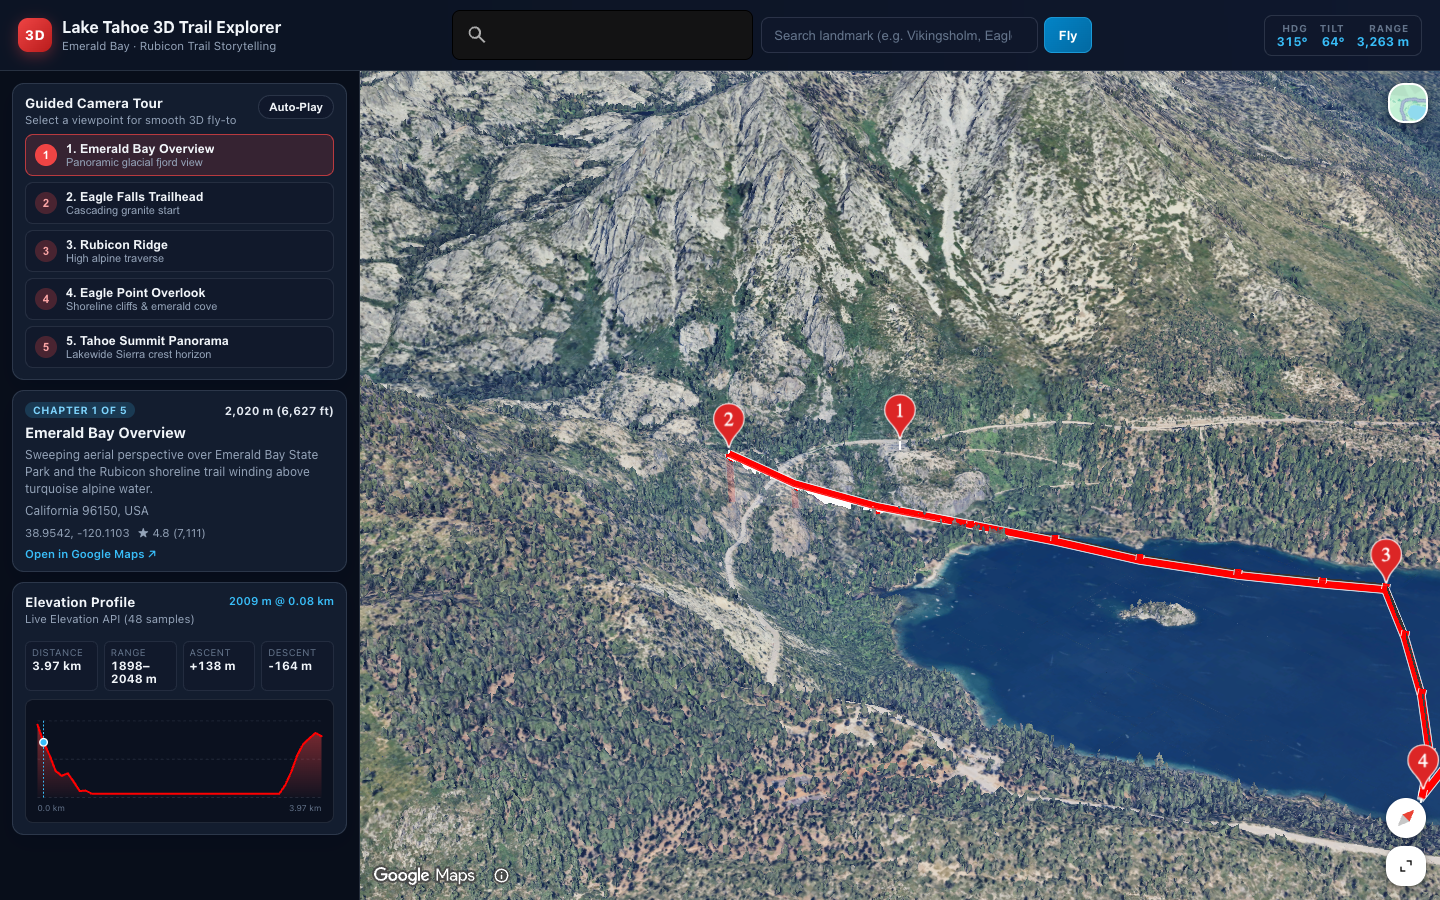 3D
Lake Tahoe 3D Trail Explorer
Emerald Bay · Rubicon Trail Storytelling
Search landmark (e.g. Vikingsholm, Eagl
Fly
HDG TILT RANGE
315° 64° 3,263 m
Guided Camera Tour
Select a viewpoint for smooth 3D fly-to
Auto-Play
1
1. Emerald Bay Overview
Panoramic glacial fjord view
2
2. Eagle Falls Trailhead
Cascading granite start
3
3. Rubicon Ridge
High alpine traverse
4
4. Eagle Point Overlook
Shoreline cliffs & emerald cove
5
5. Tahoe Summit Panorama
Lakewide Sierra crest horizon
CHAPTER 1 OF 5
2,020 m (6,627 ft)
Emerald Bay Overview
Sweeping aerial perspective over Emerald Bay State
Park and the Rubicon shoreline trail winding above
turquoise alpine water.
California 96150, USA
38.9542, -120.1103 ★ 4.8 (7,111)
Open in Google Maps ↗
Elevation Profile
2009 m @ 0.08 km
Live Elevation API (48 samples)
DISTANCE
3.97 km
RANGE
1898–
2048 m
ASCENT
+138 m
DESCENT
-164 m
0.0 km
3.97 km
2
1
3
4
Google Maps